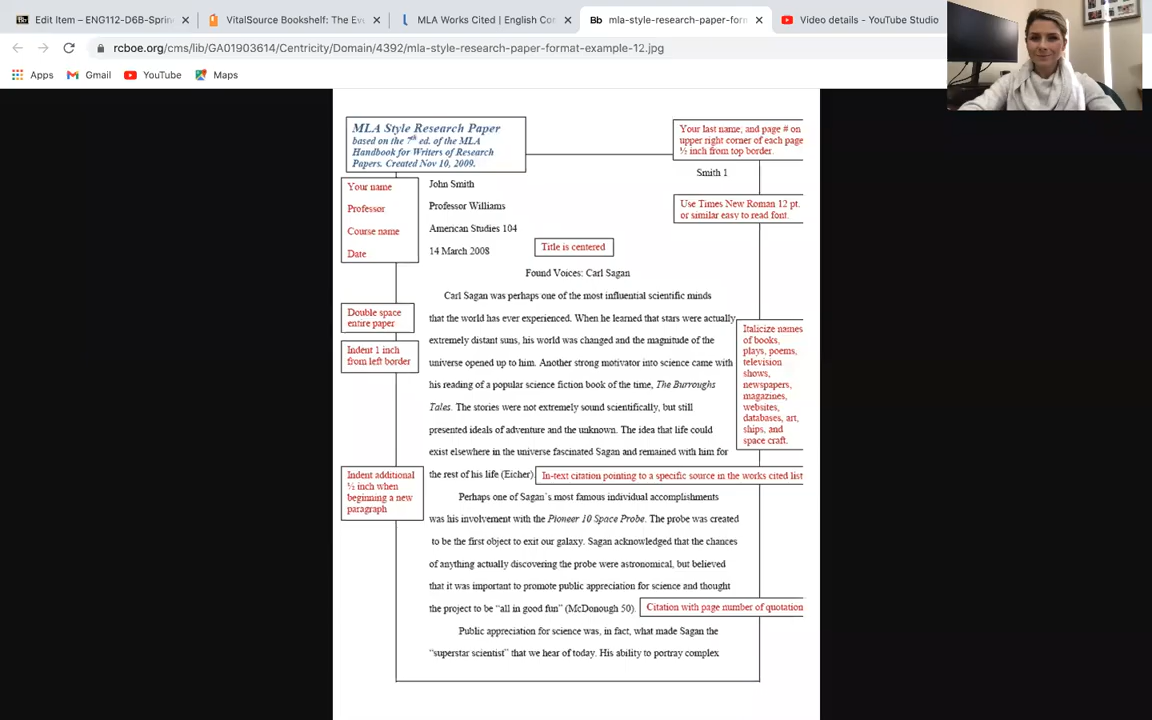 Edit Item – ENG112-D6B-Sprin
VitalSource Bookshelf: The Ev
MLA Works Cited | English Co
Bb mla-style-research-paper-for
Video details - YouTube Studio
rcboe.org/cms/lib/GA01903614/Centricity/Domain/4392/mla-style-research-paper-format-example-12.jpg
Apps
Gmail
YouTube
Maps
MLA Style Research Paper
based on the 7th ed. of the MLA
Handbook for Writers of Research
Papers. Created Nov 10, 2009.
Your last name, and page # on
upper right corner of each page
½ inch from top border.
Smith 1
Your name
Professor
Course name
Date
John Smith
Professor Williams
American Studies 104
14 March 2008
Use Times New Roman 12 pt.
or similar easy to read font.
Title is centered
Found Voices: Carl Sagan
Carl Sagan was perhaps one of the most influential scientific minds
that the world has ever experienced. When he learned that stars were actually
extremely distant suns, his world was changed and the magnitude of the
universe opened up to him. Another strong motivator into science came with
his reading of a popular science fiction book of the time, The Burroughs
Tales. The stories were not extremely sound scientifically, but still
presented ideals of adventure and the unknown. The idea that life could
exist elsewhere in the universe fascinated Sagan and remained with him for
the rest of his life (Eicher).
Double space
entire paper
Indent 1 inch
from left border
Italicize names
of books,
plays, poems,
television
shows,
newspapers,
magazines,
websites,
databases, art,
ships, and
space craft.
In-text citation pointing to a specific source in the works cited list
Indent additional
½ inch when
beginning a new
paragraph
Perhaps one of Sagan's most famous individual accomplishments
was his involvement with the Pioneer 10 Space Probe. The probe was created
to be the first object to exit our galaxy. Sagan acknowledged that the chances
of anything actually discovering the probe were astronomical, but believed
that it was important to promote public appreciation for science and thought
the project to be “all in good fun” (McDonough 50).
Citation with page number of quotation
Public appreciation for science was, in fact, what made Sagan the
“superstar scientist” that we hear of today. His ability to portray complex